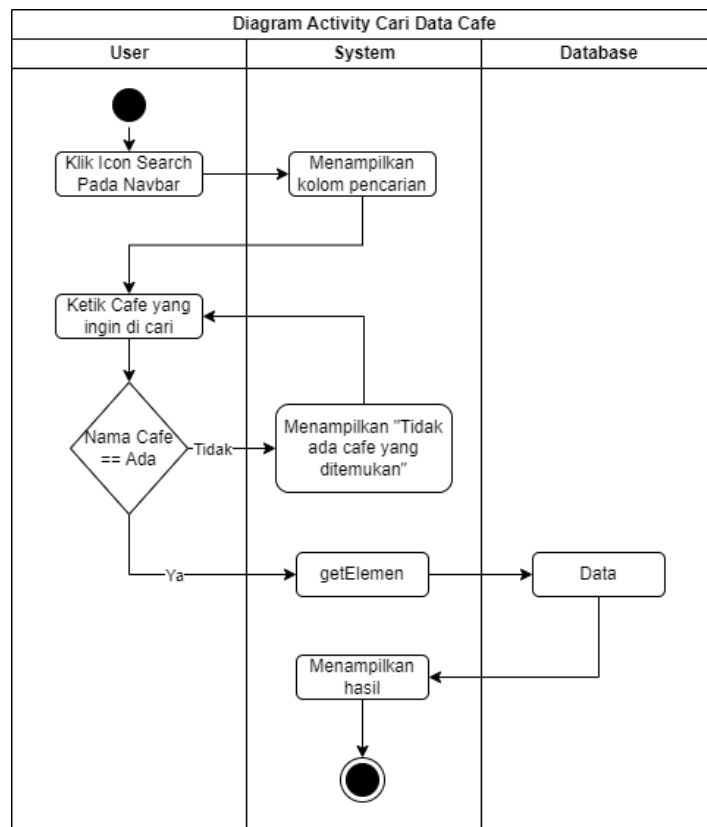 Diagram Activity Cari Data Cafe
User
System
Database
Klik Icon Search
Pada Navbar
Menampilkan
kolom pencarian
Ketik Cafe yang
ingin di cari
Nama Cafe
== Ada
Tidak
Menampilkan "Tidak
ada cafe yang
ditemukan"
Ya
getElemen
Data
Menampilkan
hasil